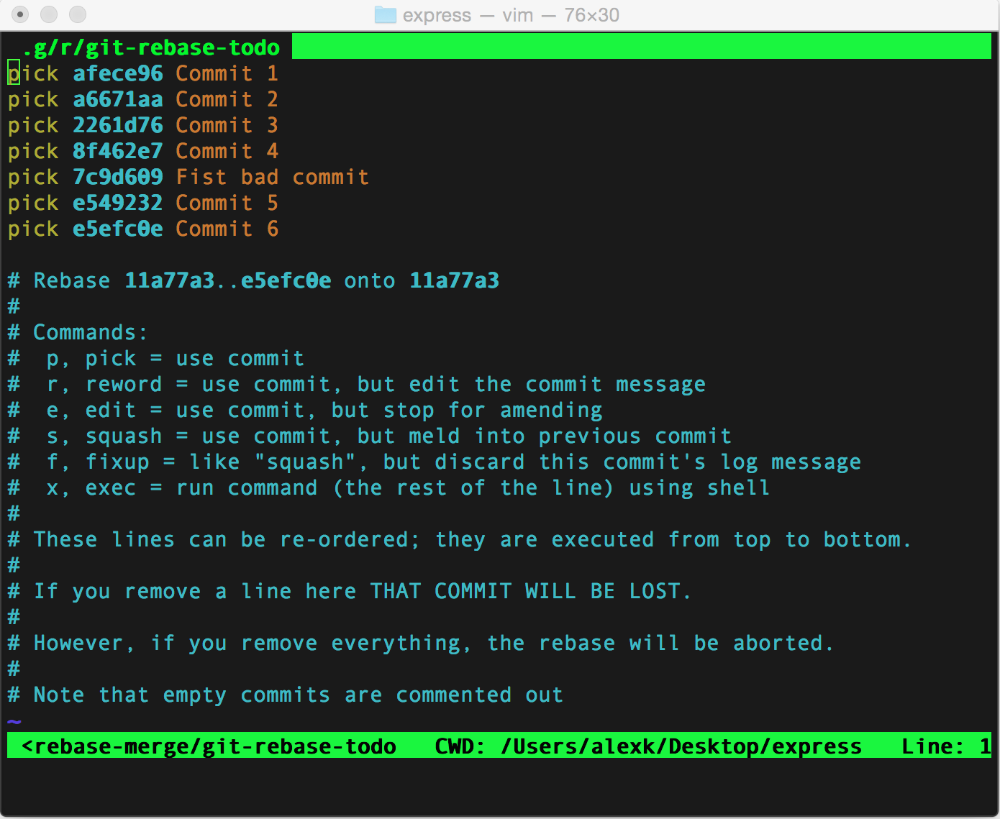 express — vim — 76×30
.g/r/git-rebase-todo
pick afece96 Commit 1
pick a6671aa Commit 2
pick 2261d76 Commit 3
pick 8f462e7 Commit 4
pick 7c9d609 Fist bad commit
pick e549232 Commit 5
pick e5efc0e Commit 6
# Rebase 11a77a3..e5efc0e onto 11a77a3
#
# Commands:
#  p, pick = use commit
#  r, reword = use commit, but edit the commit message
#  e, edit = use commit, but stop for amending
#  s, squash = use commit, but meld into previous commit
#  f, fixup = like "squash", but discard this commit's log message
#  x, exec = run command (the rest of the line) using shell
#
# These lines can be re-ordered; they are executed from top to bottom.
#
# If you remove a line here THAT COMMIT WILL BE LOST.
#
# However, if you remove everything, the rebase will be aborted.
#
# Note that empty commits are commented out
~
<rebase-merge/git-rebase-todo   CWD: /Users/alexk/Desktop/express   Line: 1